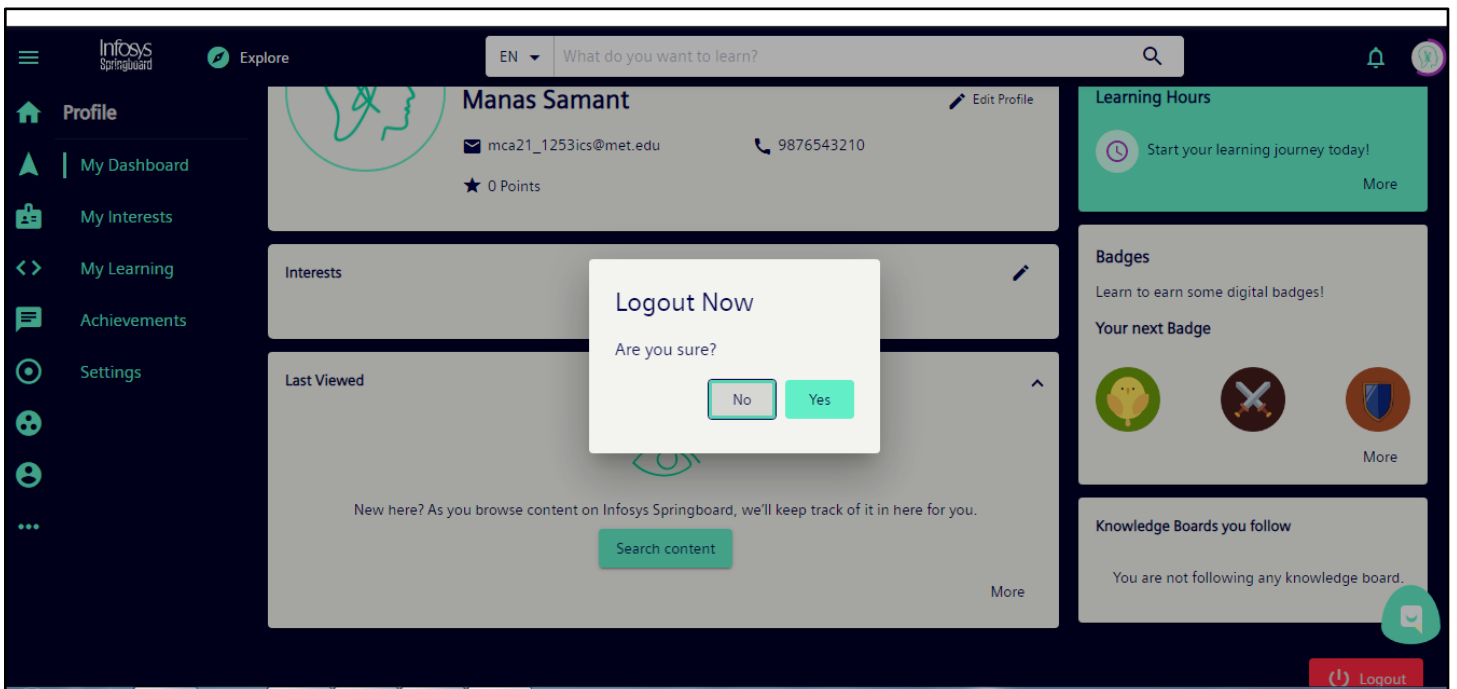 Infosys
Springboard
Explore
EN
What do you want to learn?
Profile
My Dashboard
My Interests
My Learning
Achievements
Settings
Manas Samant
Edit Profile
mca21_1253ics@met.edu
9876543210
0 Points
Interests
Last Viewed
New here? As you browse content on Infosys Springboard, we'll keep track of it in here for you.
Search content
More
Logout Now
Are you sure?
No
Yes
Learning Hours
Start your learning journey today!
More
Badges
Learn to earn some digital badges!
Your next Badge
More
Knowledge Boards you follow
You are not following any knowledge board.
Logout